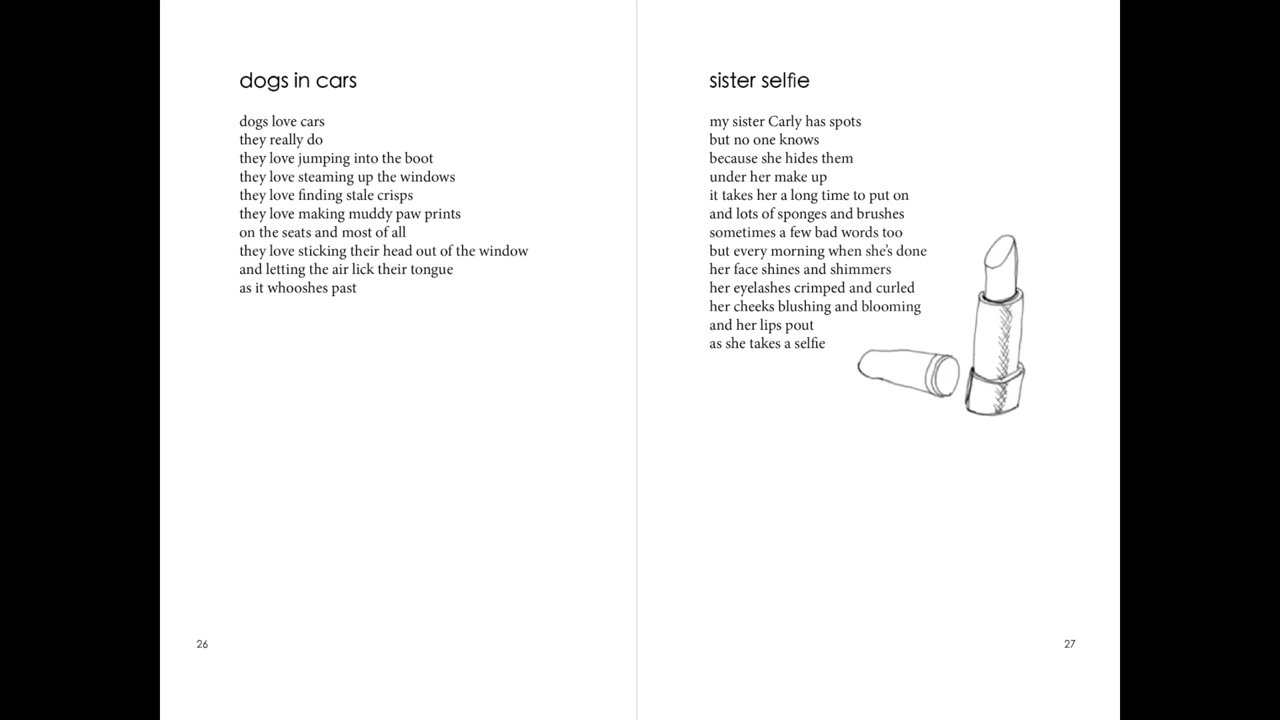 dogs in cars
dogs love cars
they really do
they love jumping into the boot
they love steaming up the windows
they love finding stale crisps
they love making muddy paw prints
on the seats and most of all
they love sticking their head out of the window
and letting the air lick their tongue
as it whooshes past
26
sister selfie
my sister Carly has spots
but no one knows
because she hides them
under her make up
it takes her a long time to put on
and lots of sponges and brushes
sometimes a few bad words too
but every morning when she's done
her face shines and shimmers
her eyelashes crimped and curled
her cheeks blushing and blooming
and her lips pout
as she takes a selfie
27